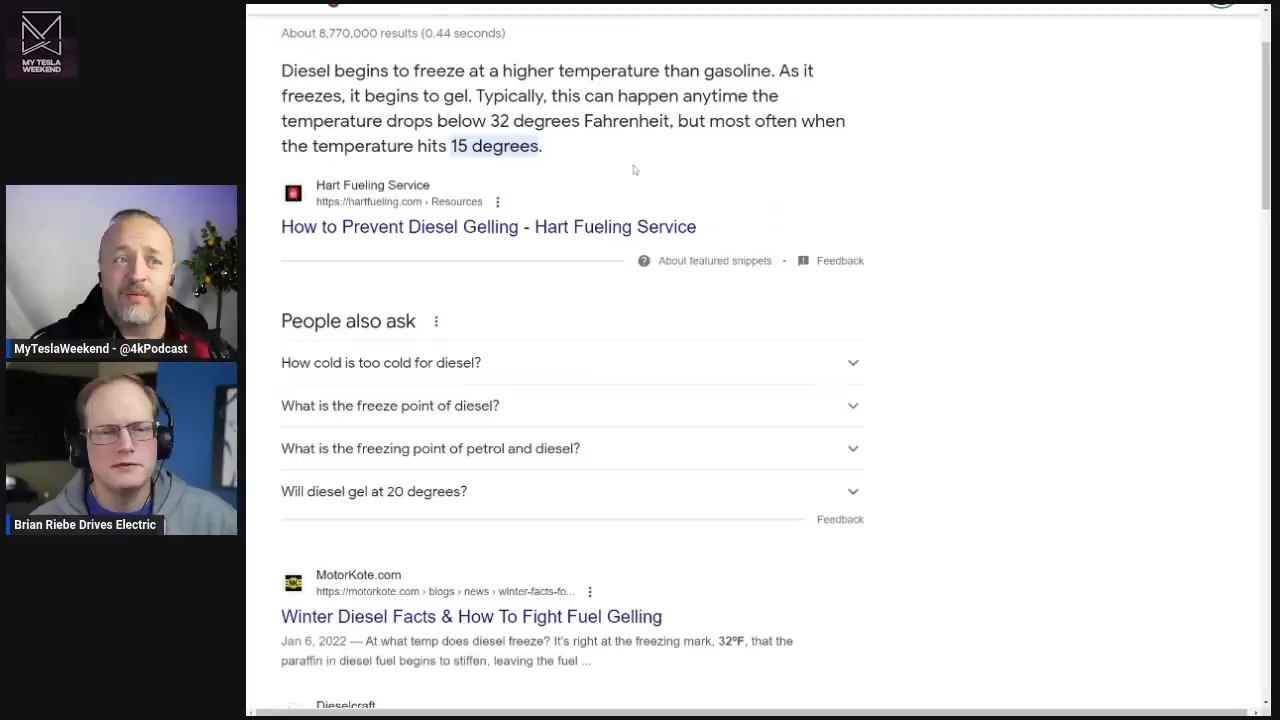 MY TESLA
WEEKEND
About 8,770,000 results (0.44 seconds)
Diesel begins to freeze at a higher temperature than gasoline. As it
freezes, it begins to gel. Typically, this can happen anytime the
temperature drops below 32 degrees Fahrenheit, but most often when
the temperature hits 15 degrees.
Hart Fueling Service
https://hartfueling.com › Resources
How to Prevent Diesel Gelling - Hart Fueling Service
About featured snippets • Feedback
People also ask
How cold is too cold for diesel?
What is the freeze point of diesel?
What is the freezing point of petrol and diesel?
Will diesel gel at 20 degrees?
Feedback
MotorKote.com
https://motorkote.com › blogs › news › winter-facts-fo...
Winter Diesel Facts & How To Fight Fuel Gelling
Jan 6, 2022 — At what temp does diesel freeze? It's right at the freezing mark, 32ºF, that the
paraffin in diesel fuel begins to stiffen, leaving the fuel ...
Dieselcraft
MyTeslaWeekend - @4kPodcast
Brian Riebe Drives Electric